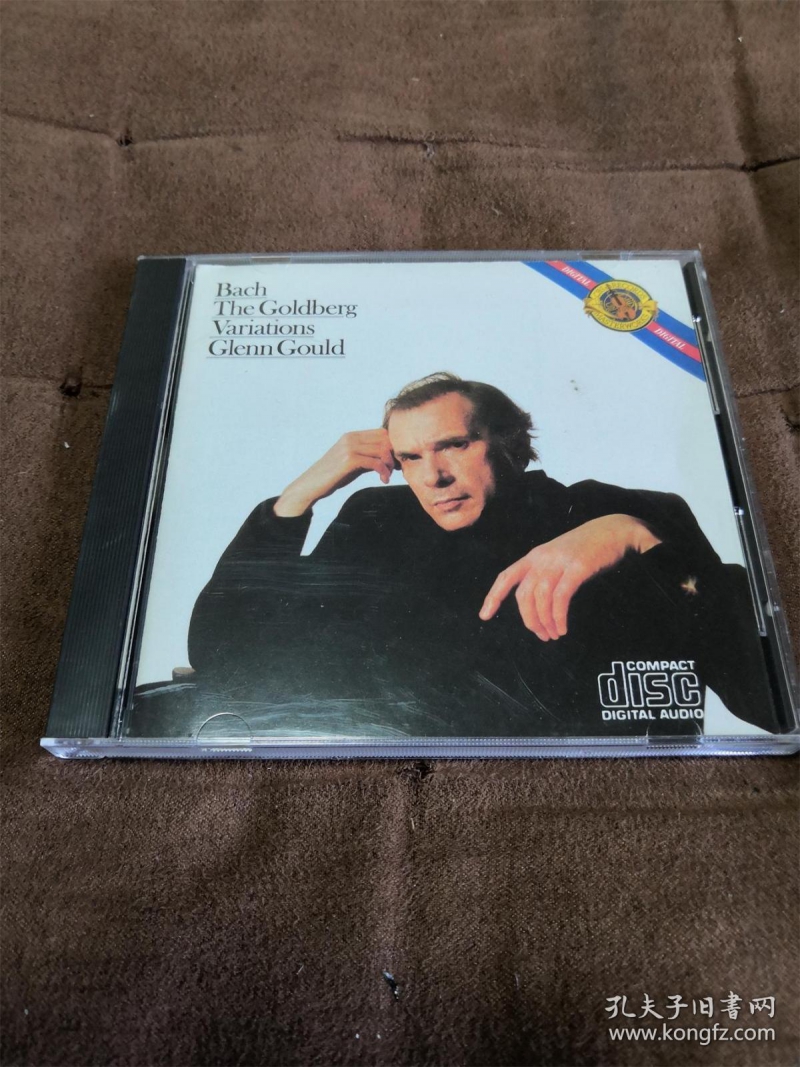 Bach
The Goldberg
Variations
Glenn Gould
DIGITAL
DIGITAL
COMPACT
disc
DIGITAL AUDIO
孔夫子旧書网
www.kongfz.com